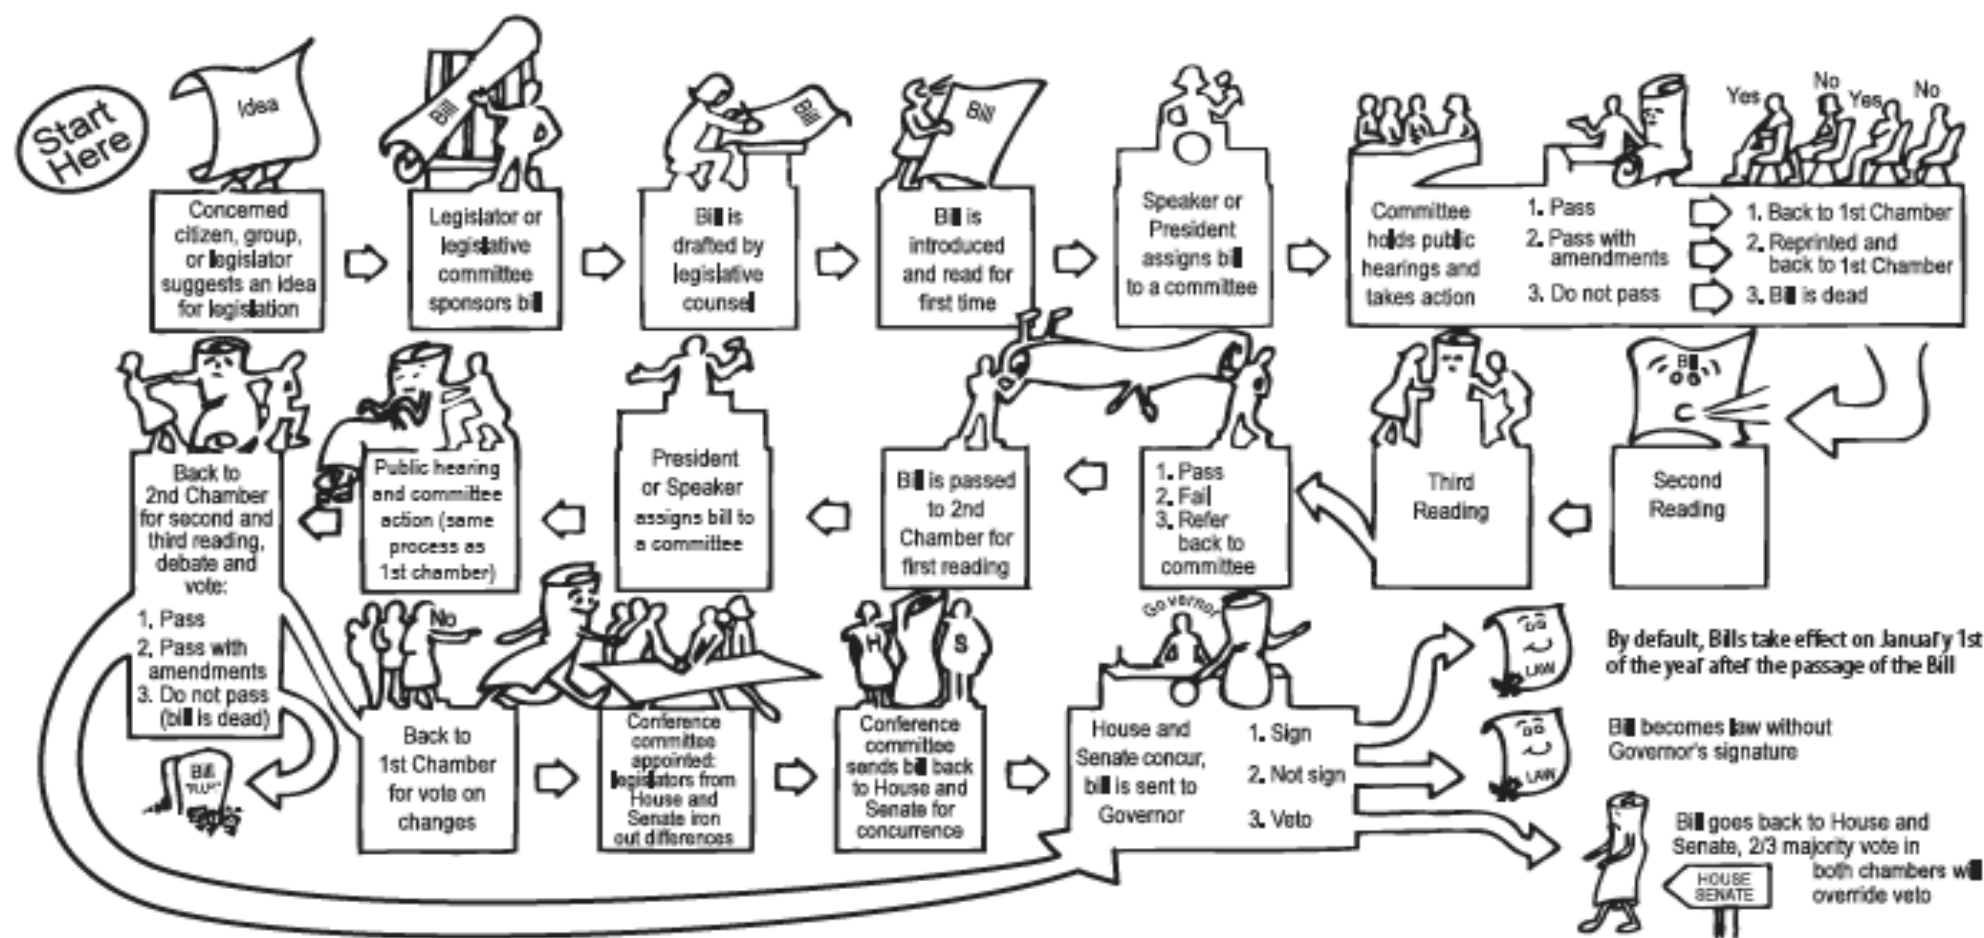 Start
Here
Idea
Concerned
citizen, group,
or legislator
suggests an idea
for legislation
Bill
Legislator or
legislative
committee
sponsors bill
Bill
Bill is
drafted by
legislative
counsel
Bill
Bill is
introduced
and read for
first time
Speaker or
President
assigns bill
to a committee
Committee
holds public
hearings and
takes action
1. Pass
2. Pass with
amendments
3. Do not pass
Yes
No
Yes
No
1. Back to 1st Chamber
2. Reprinted and
back to 1st Chamber
3. Bill is dead
Bill
Second
Reading
Third
Reading
1. Pass
2. Fail
3. Refer
back to
committee
Bill is passed
to 2nd
Chamber for
first reading
President
or Speaker
assigns bill to
a committee
Public hearing
and committee
action (same
process as
1st chamber)
Back to
2nd Chamber
for second and
third reading,
debate and
vote:
1. Pass
2. Pass with
amendments
3. Do not pass
(bill is dead)
Bill
No
Back to
1st Chamber
for vote on
changes
Conference
committee
appointed:
legislators from
House and
Senate iron
out differences
H
S
Conference
committee
sends bill back
to House and
Senate for
concurrence
Governor
House and
Senate concur,
bill is sent to
Governor
1. Sign
2. Not sign
3. Veto
LAW
By default, Bills take effect on January 1st
of the year after the passage of the Bill
LAW
Bill becomes law without
Governor's signature
Bill goes back to House and
Senate, 2/3 majority vote in
both chambers will
override veto
HOUSE
SENATE